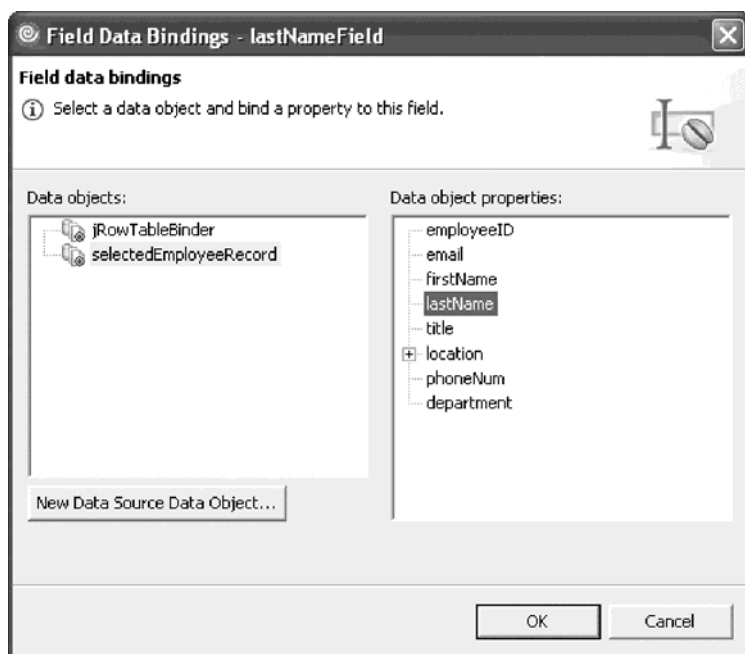 Field Data Bindings - lastNameField
Field data bindings
Select a data object and bind a property to this field.
Data objects:
jRowTableBinder
selectedEmployeeRecord
New Data Source Data Object...
Data object properties:
employeeID
email
firstName
lastName
title
location
phoneNum
department
OK
Cancel